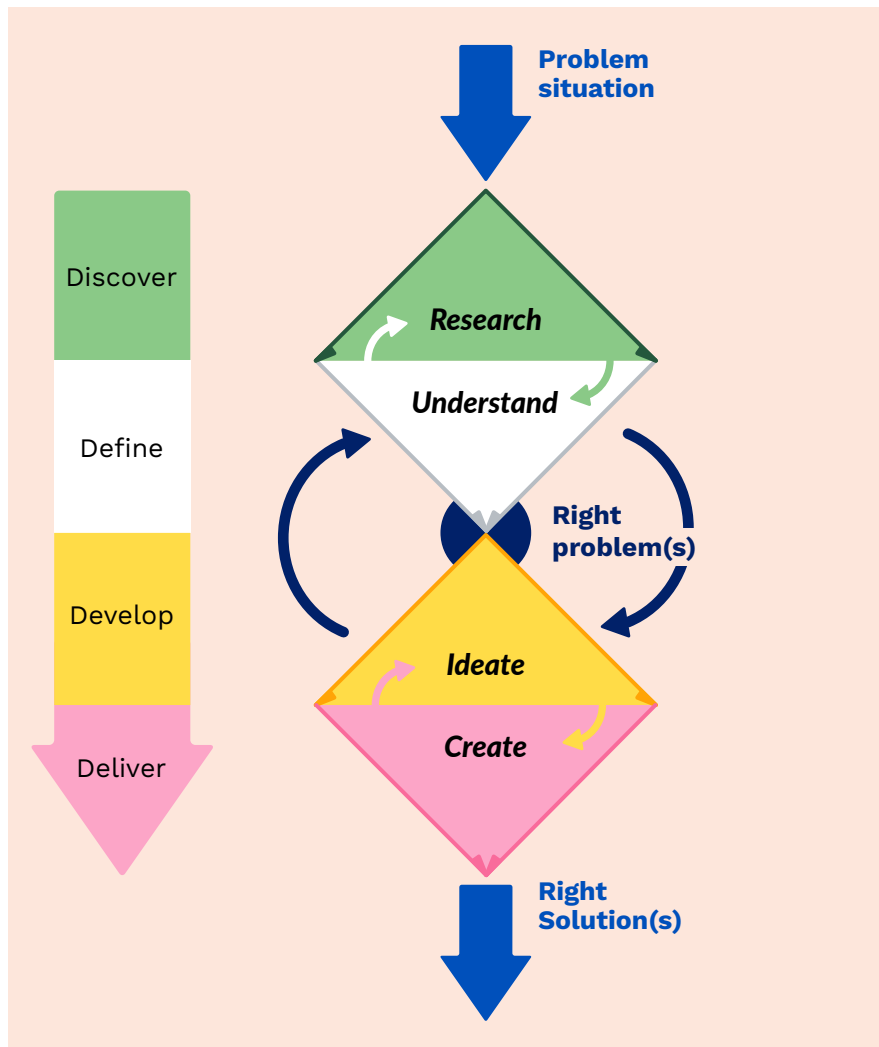 Problem
situation
Discover
Research
Understand
Define
Right
problem(s)
Develop
Ideate
Create
Deliver
Right
Solution(s)